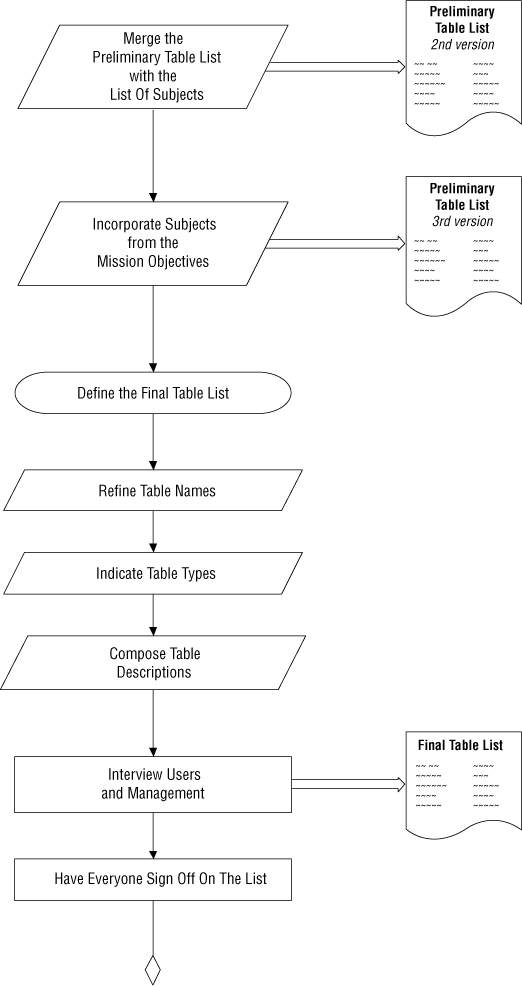 Merge the
Preliminary Table List
with the
List Of Subjects
Preliminary
Table List
2nd version
Incorporate Subjects
from the
Mission Objectives
Preliminary
Table List
3rd version
Define the Final Table List
Refine Table Names
Indicate Table Types
Compose Table
Descriptions
Interview Users
and Management
Final Table List
Have Everyone Sign Off On The List